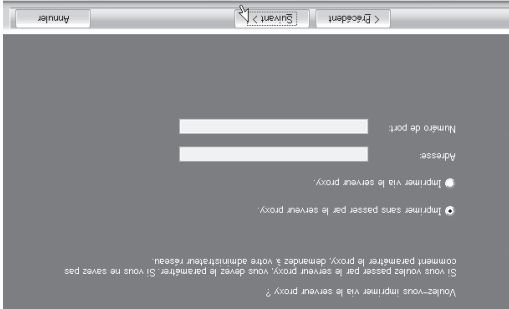 Voulez-vous imprimer via le serveur proxy ?
Si vous voulez passer par le serveur proxy, vous devez le paramétrer. Si vous ne savez pas
comment paramétrer le proxy, demandez à votre administrateur réseau.
Imprimer sans passer par le serveur proxy.
Imprimer via le serveur proxy.
Adresse:
Numéro de port:
< Précédent
Suivant >
Annuler